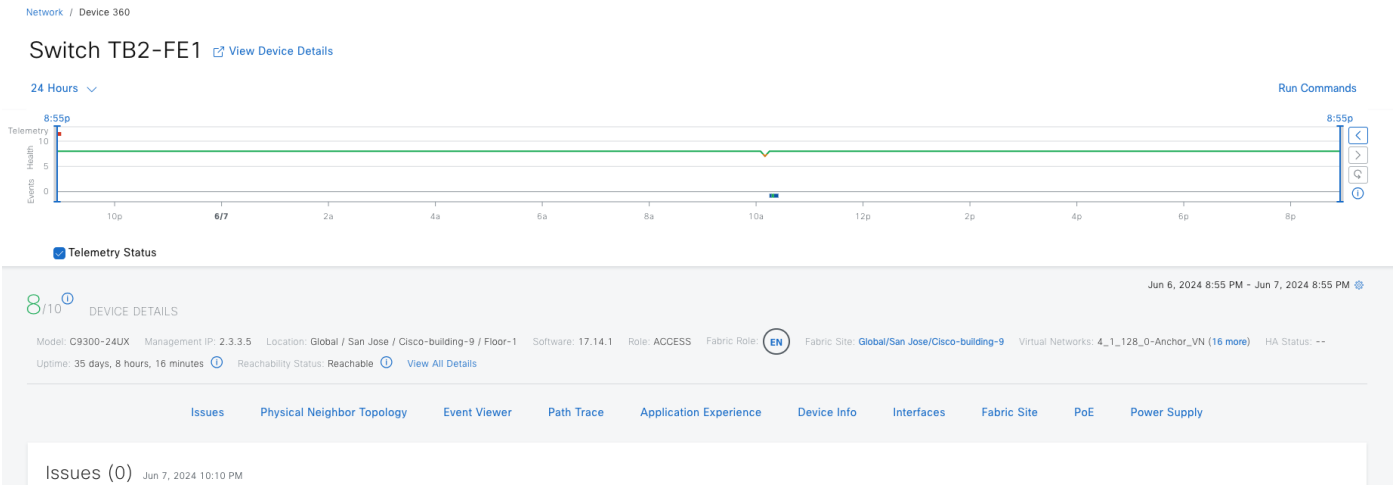 Network / Device 360
Switch TB2-FE1 View Device Details
24 Hours Run Commands
8:55p 8:55p
Telemetry
10
Health
5
Events
0
10p 6/7 2a 4a 6a 8a 10a 12p 2p 4p 6p 8p
Telemetry Status
Jun 6, 2024 8:55 PM - Jun 7, 2024 8:55 PM
8/10 DEVICE DETAILS
Model: C9300-24UX Management IP: 2.3.3.5 Location: Global / San Jose / Cisco-building-9 / Floor-1 Software: 17.14.1 Role: ACCESS Fabric Role: EN Fabric Site: Global/San Jose/Cisco-building-9 Virtual Networks: 4_1_128_0-Anchor_VN (16 more) HA Status: --
Uptime: 35 days, 8 hours, 16 minutes Reachability Status: Reachable View All Details
Issues Physical Neighbor Topology Event Viewer Path Trace Application Experience Device Info Interfaces Fabric Site PoE Power Supply
Issues (0) Jun 7, 2024 10:10 PM